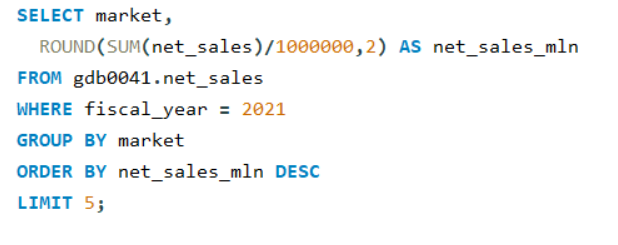 SELECT market,
ROUND(SUM(net_sales)/1000000,2) AS net_sales_mln
FROM gdb0041.net_sales
WHERE fiscal_year = 2021
GROUP BY market
ORDER BY net_sales_mln DESC
LIMIT 5;